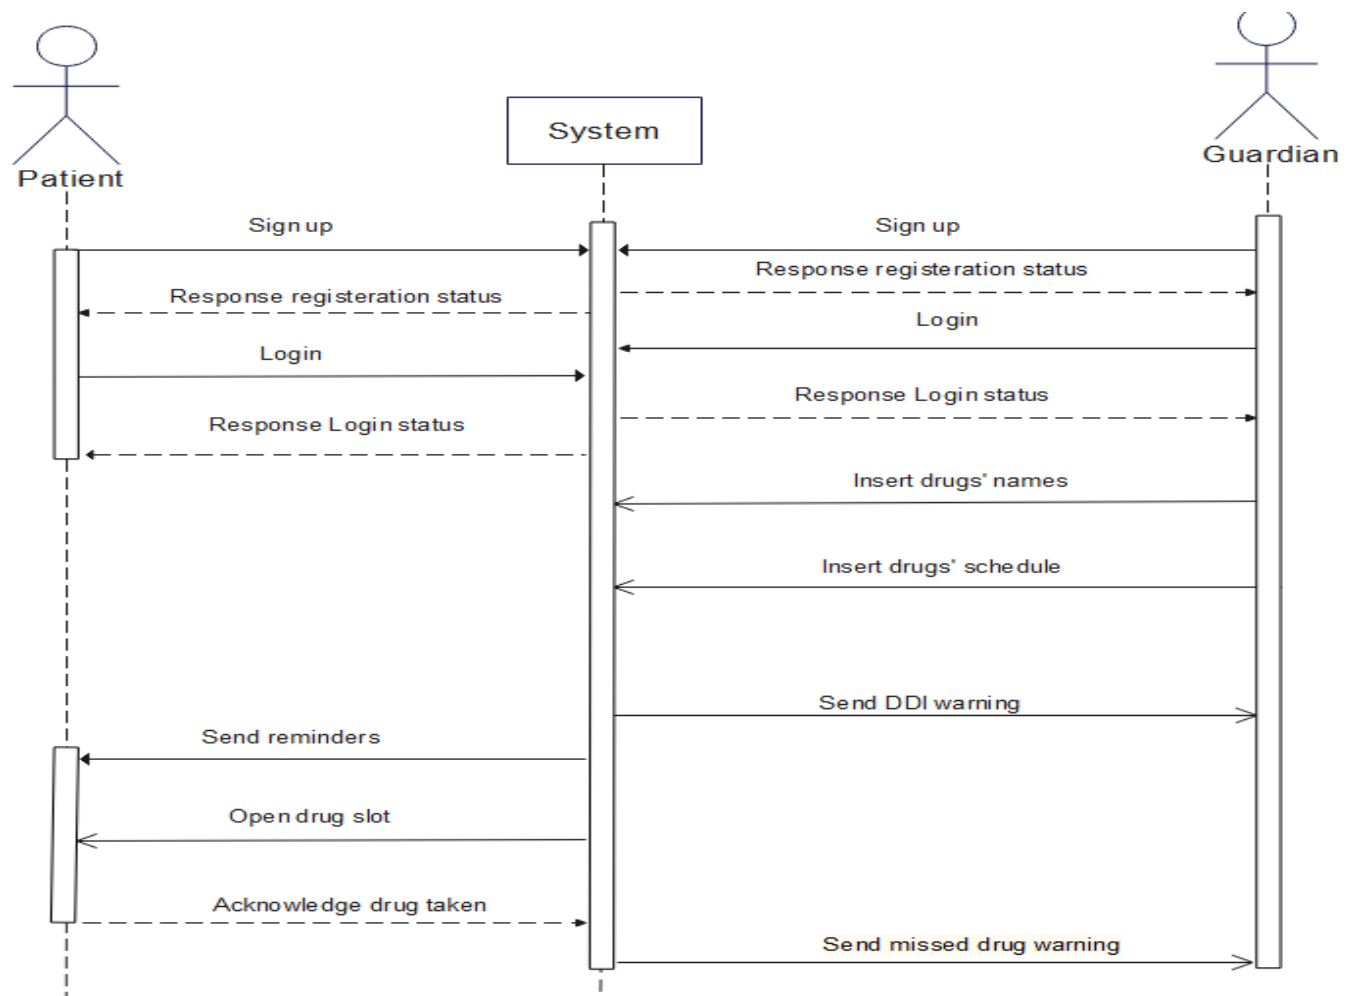 System
Guardian
Patient
Sign up
Sign up
Response registeration status
Response registeration status
Login
Login
Response Login status
Response Login status
Insert drugs' names
Insert drugs' schedule
Send DDI warning
Send reminders
Open drug slot
Acknowledge drug taken
Send missed drug warning